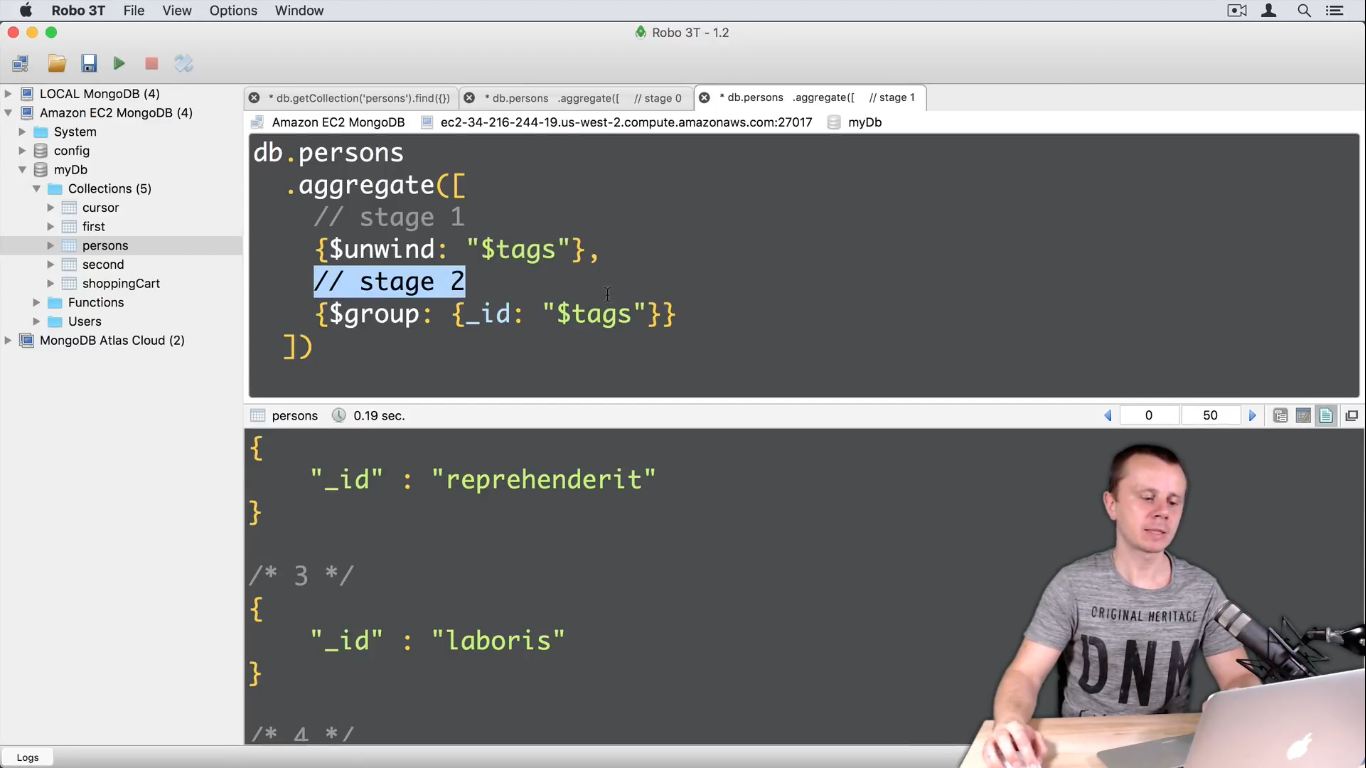 Robo 3T File View Options Window
Robo 3T - 1.2
LOCAL MongoDB (4)
Amazon EC2 MongoDB (4)
System
config
myDb
Collections (5)
cursor
first
persons
second
shoppingCart
Functions
Users
MongoDB Atlas Cloud (2)
* db.getCollection('persons').find({}) * db.persons .aggregate([ // stage 0 * db.persons .aggregate([ // stage 1
Amazon EC2 MongoDB ec2-34-216-244-19.us-west-2.compute.amazonaws.com:27017 myDb
db.persons
.aggregate([
// stage 1
{$unwind: "$tags"},
// stage 2
{$group: {_id: "$tags"}}
])
persons 0.19 sec. 0 50
{
"_id" : "reprehenderit"
}
/* 3 */
{
"_id" : "laboris"
}
/* 4 */
ORIGINAL HERITAGE
DNM
Logs